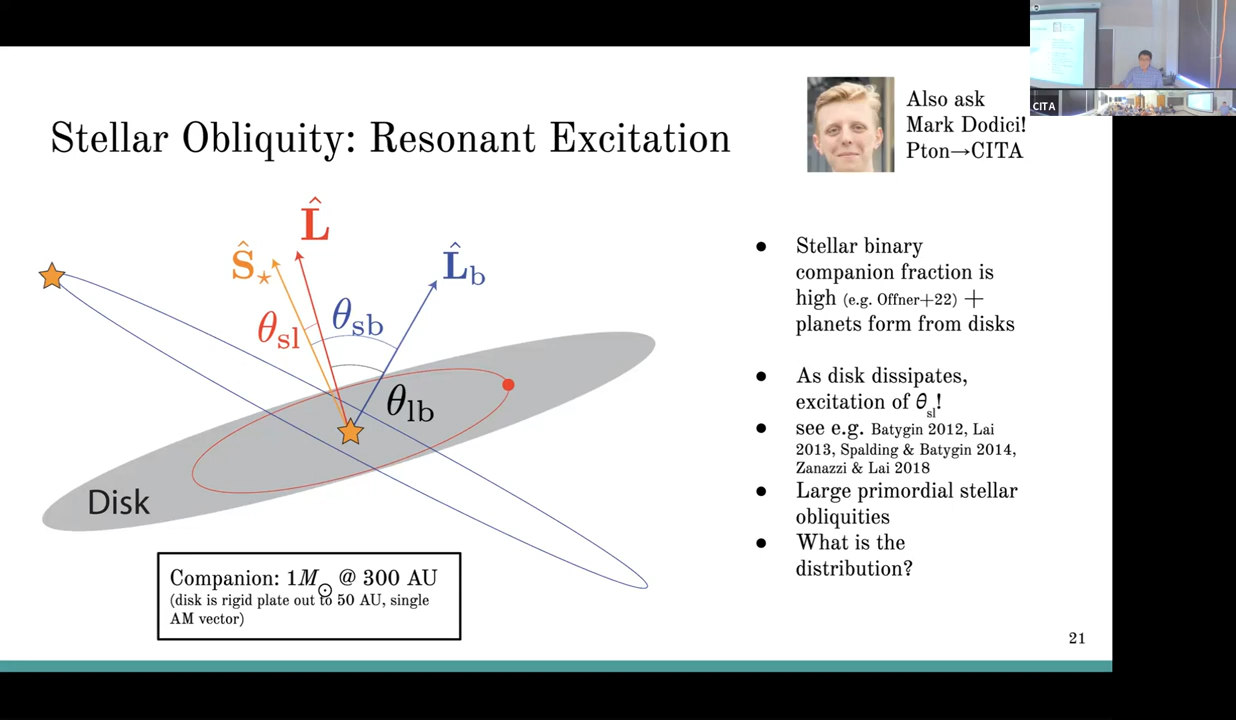 Stellar Obliquity: Resonant Excitation
Also ask
Mark Dodici!
Pton→CITA
CITA
L̂
Ŝ⋆
L̂b
θsl
θsb
θlb
Disk
Companion: 1M☉ @ 300 AU
(disk is rigid plate out to 50 AU, single
AM vector)
● Stellar binary
companion fraction is
high (e.g. Offner+22) +
planets form from disks
● As disk dissipates,
excitation of θsl!
● see e.g. Batygin 2012, Lai
2013, Spalding & Batygin 2014,
Zanazzi & Lai 2018
● Large primordial stellar
obliquities
● What is the
distribution?
21